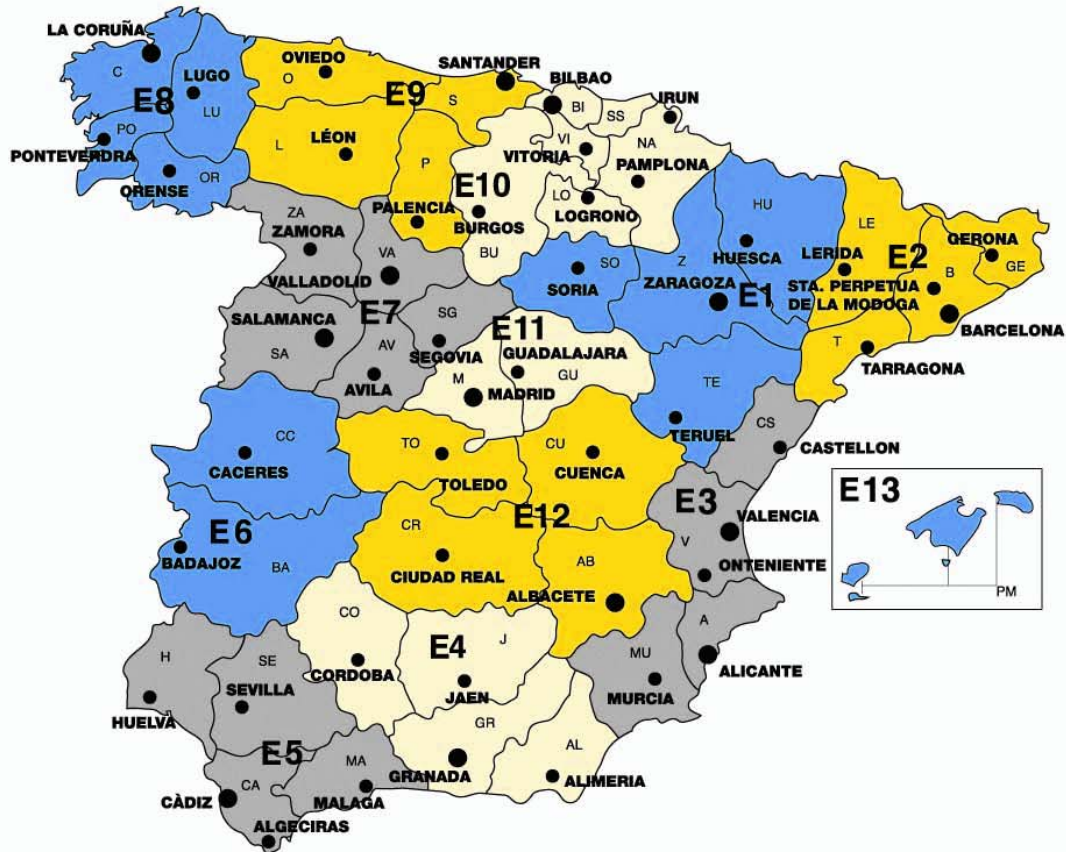 LA CORUÑA
C
LUGO
E8
LU
PO
PONTEVERDRA
ORENSE
OR
OVIEDO
O
SANTANDER
E9
S
L
LÉON
P
PALENCIA
BILBAO
BI
SS
IRUN
VI
VITORIA
NA
PAMPLONA
E10
LO
LOGRONO
BURGOS
BU
ZA
ZAMORA
VA
VALLADOLID
E7
SALAMANCA
SA
SG
SEGOVIA
AV
AVILA
SO
SORIA
Z
ZARAGOZA
HU
HUESCA
E1
TE
TERUEL
LE
LERIDA
E2
GERONA
GE
B
STA. PERPETUA
DE LA MODOGA
BARCELONA
T
TARRAGONA
E11
GUADALAJARA
GU
M
MADRID
CC
CACERES
E6
BADAJOZ
BA
TO
TOLEDO
CU
CUENCA
E12
CR
CIUDAD REAL
AB
ALBACETE
CS
CASTELLON
E3
VALENCIA
V
ONTENIENTE
A
ALICANTE
MU
MURCIA
E13
PM
H
HUELVA
SE
SEVILLA
E5
CA
CÀDIZ
ALGECIRAS
MA
MALAGA
CO
CORDOBA
E4
J
JAEN
GR
GRANADA
AL
ALIMERIA